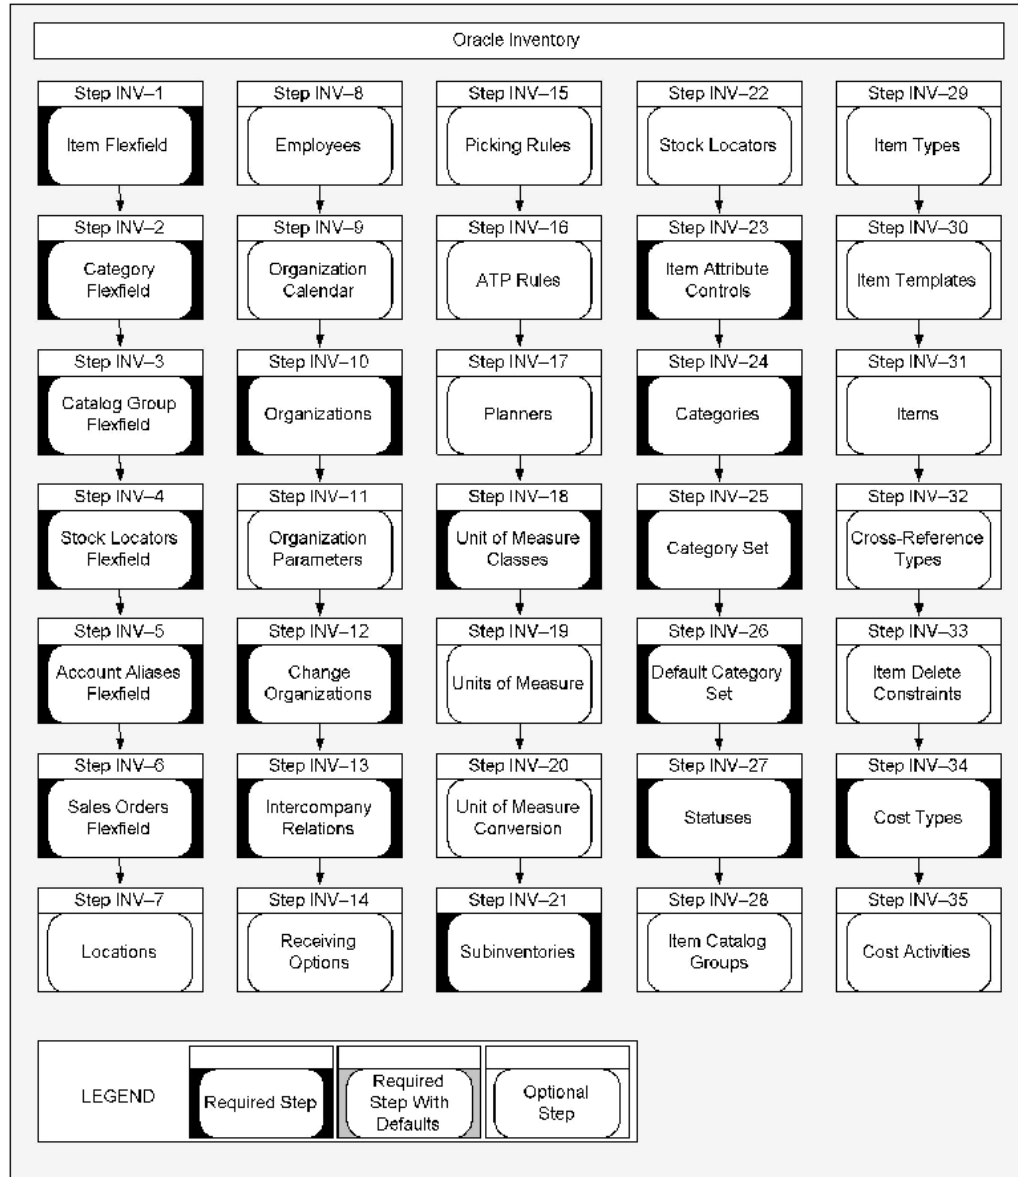 Oracle Inventory
Step INV–1
Item Flexfield
Step INV–2
Category
Flexfield
Step INV–3
Catalog Group
Flexfield
Step INV–4
Stock Locators
Flexfield
Step INV–5
Account Aliases
Flexfield
Step INV–6
Sales Orders
Flexfield
Step INV–7
Locations
Step INV–8
Employees
Step INV–9
Organization
Calendar
Step INV–10
Organizations
Step INV–11
Organization
Parameters
Step INV–12
Change
Organizations
Step INV–13
Intercompany
Relations
Step INV–14
Receiving
Options
Step INV–15
Picking Rules
Step INV–16
ATP Rules
Step INV–17
Planners
Step INV–18
Unit of Measure
Classes
Step INV–19
Units of Measure
Step INV–20
Unit of Measure
Conversion
Step INV–21
Subinventories
Step INV–22
Stock Locators
Step INV–23
Item Attribute
Controls
Step INV–24
Categories
Step INV–25
Category Set
Step INV–26
Default Category
Set
Step INV–27
Statuses
Step INV–28
Item Catalog
Groups
Step INV–29
Item Types
Step INV–30
Item Templates
Step INV–31
Items
Step INV–32
Cross-Reference
Types
Step INV–33
Item Delete
Constraints
Step INV–34
Cost Types
Step INV–35
Cost Activities
LEGEND
Required Step
Required
Step With
Defaults
Optional
Step